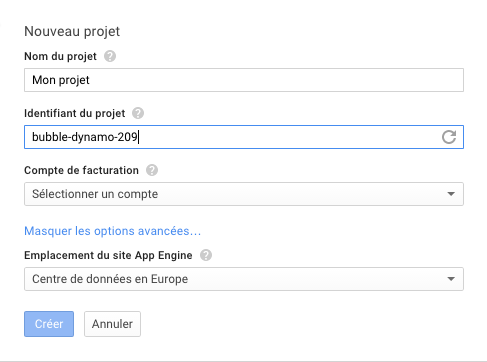 Nouveau projet
Nom du projet ?
Mon projet
Identifiant du projet ?
bubble-dynamo-209
Compte de facturation ?
Sélectionner un compte
Masquer les options avancées…
Emplacement du site App Engine ?
Centre de données en Europe
Créer Annuler